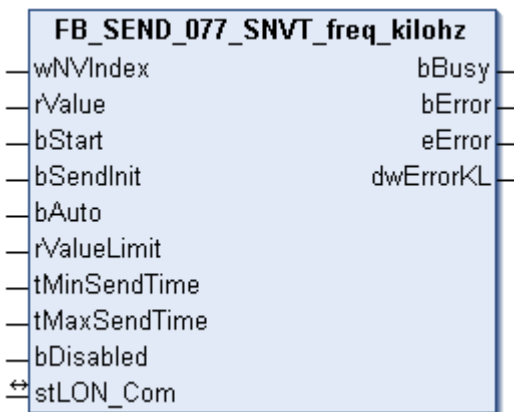 FB_SEND_077_SNVT_freq_kilohz
wNVIndex bBusy
rValue bError
bStart eError
bSendInit dwErrorKL
bAuto
rValueLimit
tMinSendTime
tMaxSendTime
bDisabled
stLON_Com